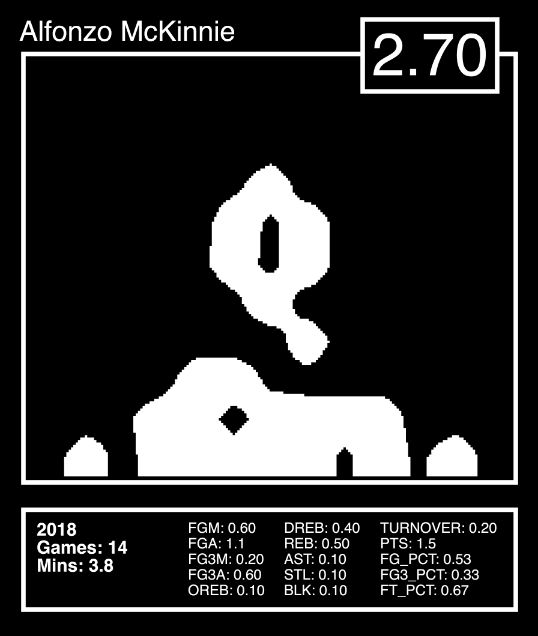 Alfonzo McKinnie
2.70
2018
Games: 14
Mins: 3.8
FGM: 0.60
FGA: 1.1
FG3M: 0.20
FG3A: 0.60
OREB: 0.10
DREB: 0.40
REB: 0.50
AST: 0.10
STL: 0.10
BLK: 0.10
TURNOVER: 0.20
PTS: 1.5
FG_PCT: 0.53
FG3_PCT: 0.33
FT_PCT: 0.67